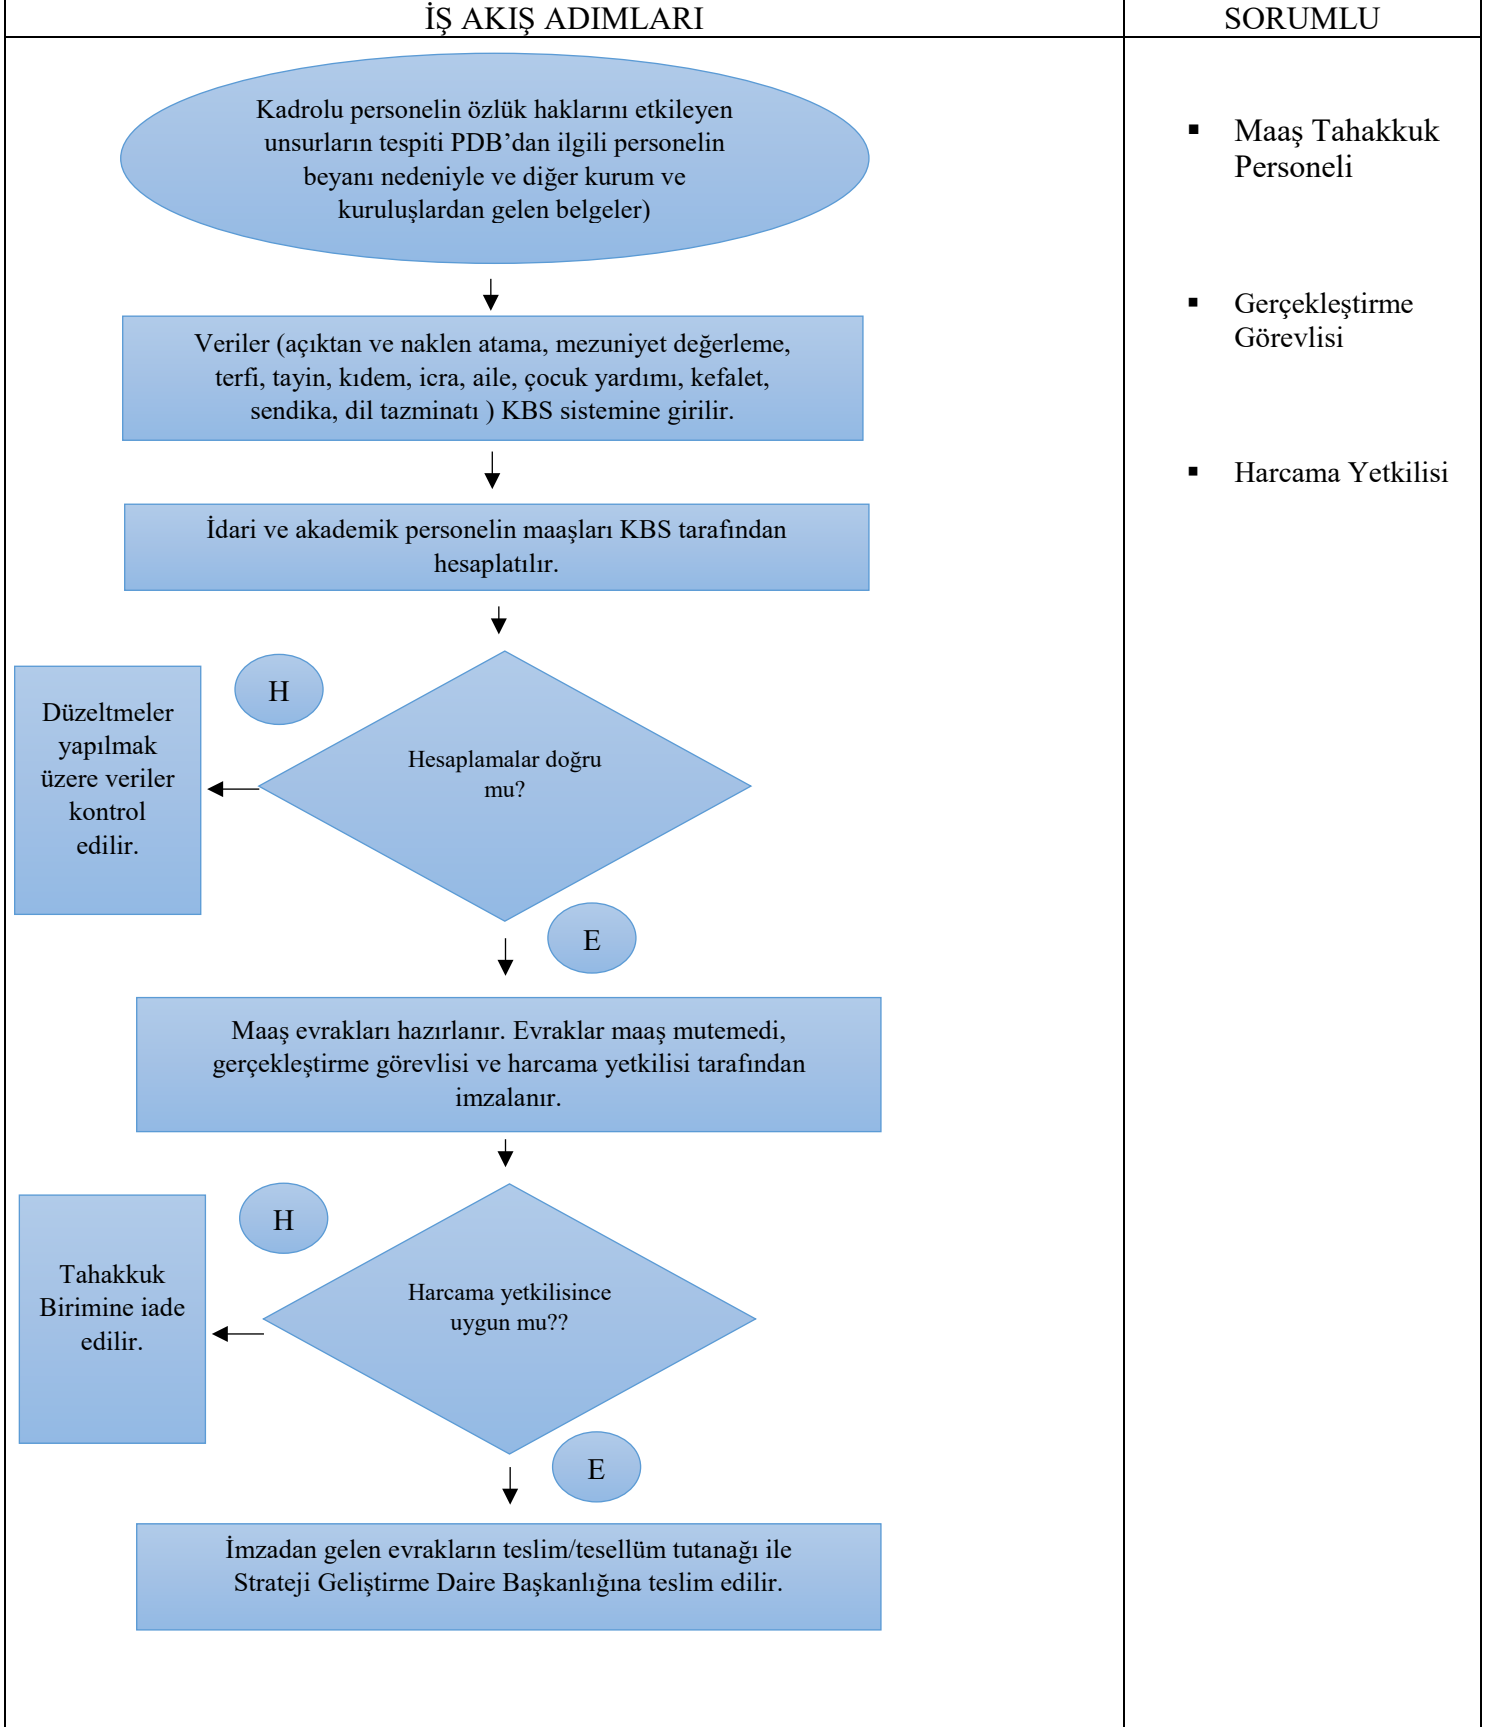 İŞ AKIŞ ADIMLARI
SORUMLU
Kadrolu personelin özlük haklarını etkileyen
unsurların tespiti PDB’dan ilgili personelin
beyanı nedeniyle ve diğer kurum ve
kuruluşlardan gelen belgeler)
Veriler (açıktan ve naklen atama, mezuniyet değerleme,
terfi, tayin, kıdem, icra, aile, çocuk yardımı, kefalet,
sendika, dil tazminatı ) KBS sistemine girilir.
İdari ve akademik personelin maaşları KBS tarafından
hesaplatılır.
H
Düzeltmeler
yapılmak
üzere veriler
kontrol
edilir.
Hesaplamalar doğru
mu?
E
Maaş evrakları hazırlanır. Evraklar maaş mutemedi,
gerçekleştirme görevlisi ve harcama yetkilisi tarafından
imzalanır.
H
Tahakkuk
Birimine iade
edilir.
Harcama yetkilisince
uygun mu??
E
İmzadan gelen evrakların teslim/tesellüm tutanağı ile
Strateji Geliştirme Daire Başkanlığına teslim edilir.
▪ Maaş Tahakkuk
Personeli
▪ Gerçekleştirme
Görevlisi
▪ Harcama Yetkilisi